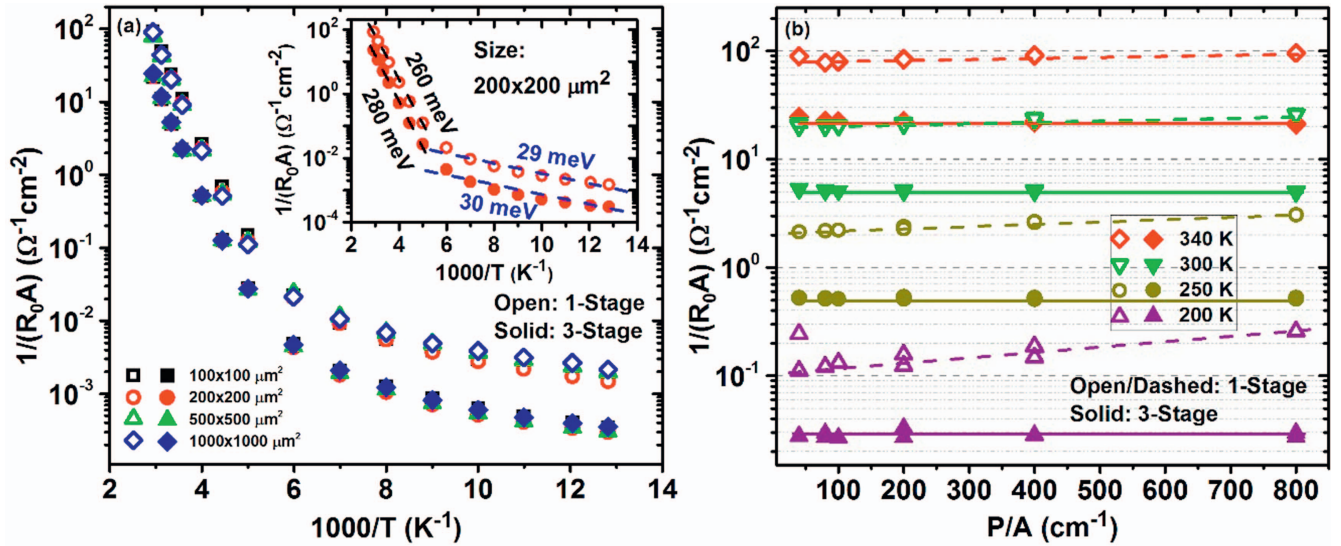 (a)
10²
10¹
10⁰
10⁻¹
10⁻²
10⁻³
1/(R₀A) (Ω⁻¹cm⁻²)
2 4 6 8 10 12 14
1000/T (K⁻¹)
100x100 μm²
200x200 μm²
500x500 μm²
1000x1000 μm²
Open: 1-Stage
Solid: 3-Stage
10²
10⁰
10⁻²
10⁻⁴
1/(R₀A) (Ω⁻¹cm⁻²)
Size:
200x200 μm²
260 meV
280 meV
29 meV
30 meV
2 4 6 8 10 12 14
1000/T (K⁻¹)
(b)
10²
10¹
10⁰
10⁻¹
1/(R₀A) (Ω⁻¹cm⁻²)
340 K
300 K
250 K
200 K
Open/Dashed: 1-Stage
Solid: 3-Stage
100 200 300 400 500 600 700 800
P/A (cm⁻¹)